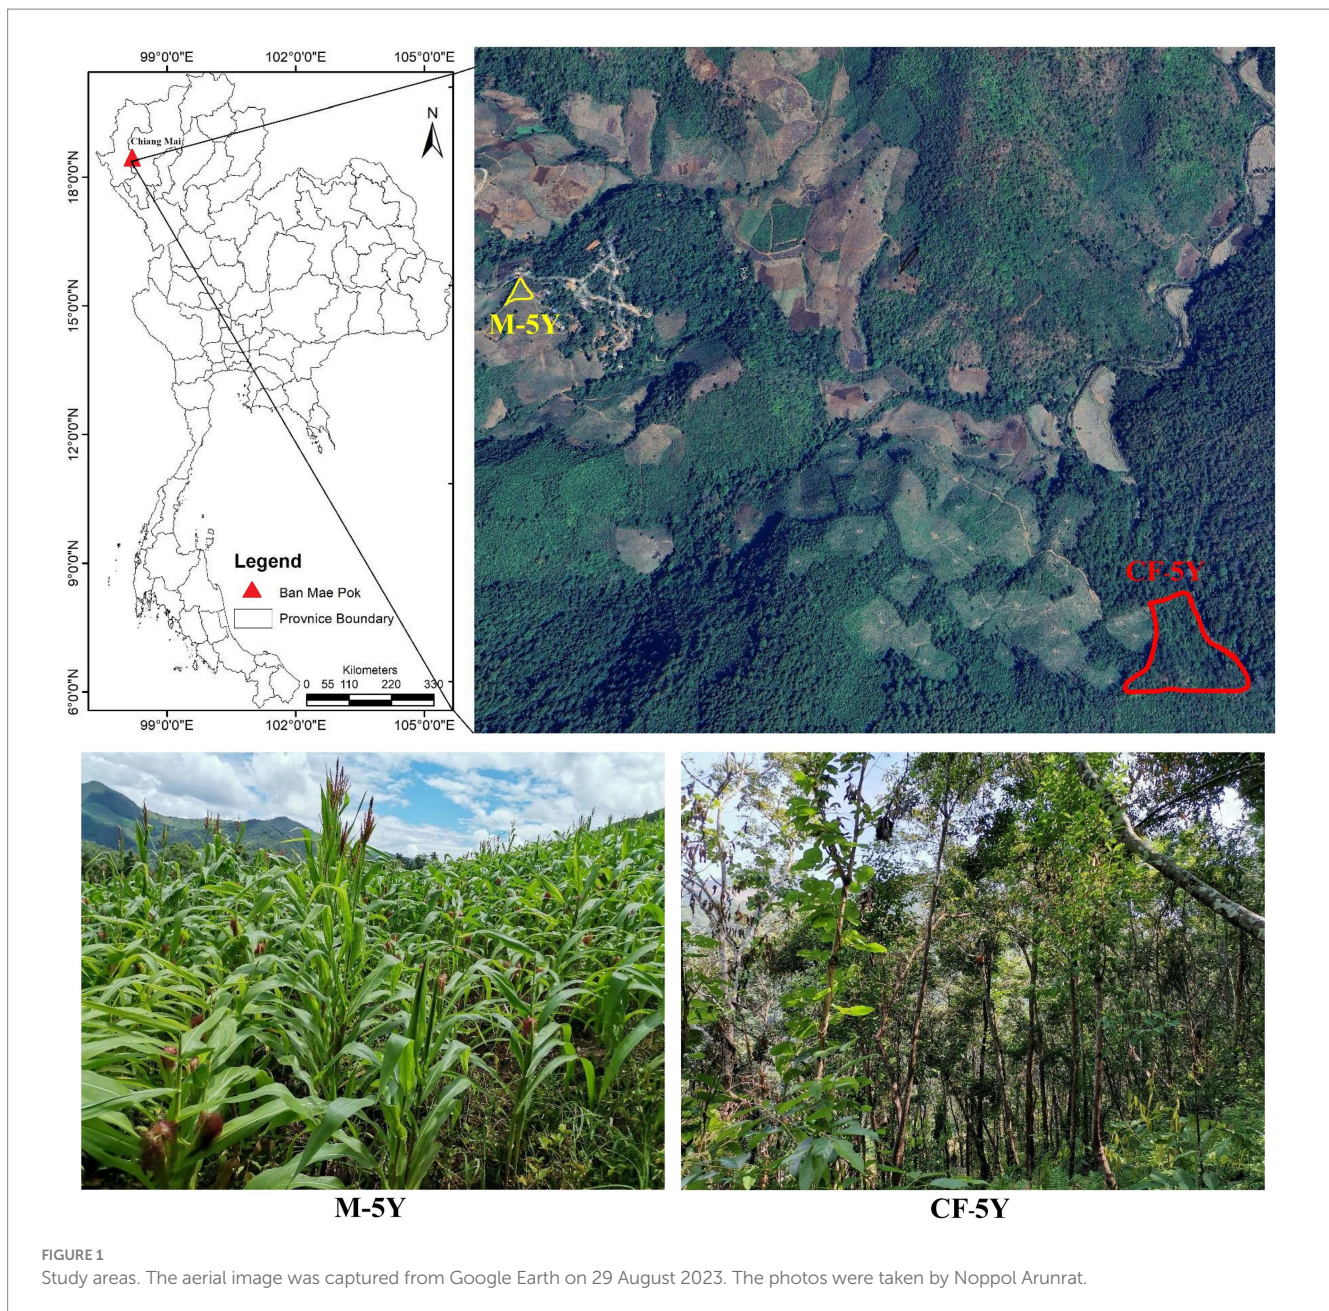 99°0'0"E 102°0'0"E 105°0'0"E
N
Chiang Mai
18°0'0"N
15°0'0"N
12°0'0"N
9°0'0"N
6°0'0"N
Legend
Ban Mae Pok
Provnice Boundary
Kilometers
0 55 110 220 330
99°0'0"E 102°0'0"E 105°0'0"E
M-5Y
Pok
CF-5Y
M-5Y
CF-5Y
FIGURE 1
Study areas. The aerial image was captured from Google Earth on 29 August 2023. The photos were taken by Noppol Arunrat.